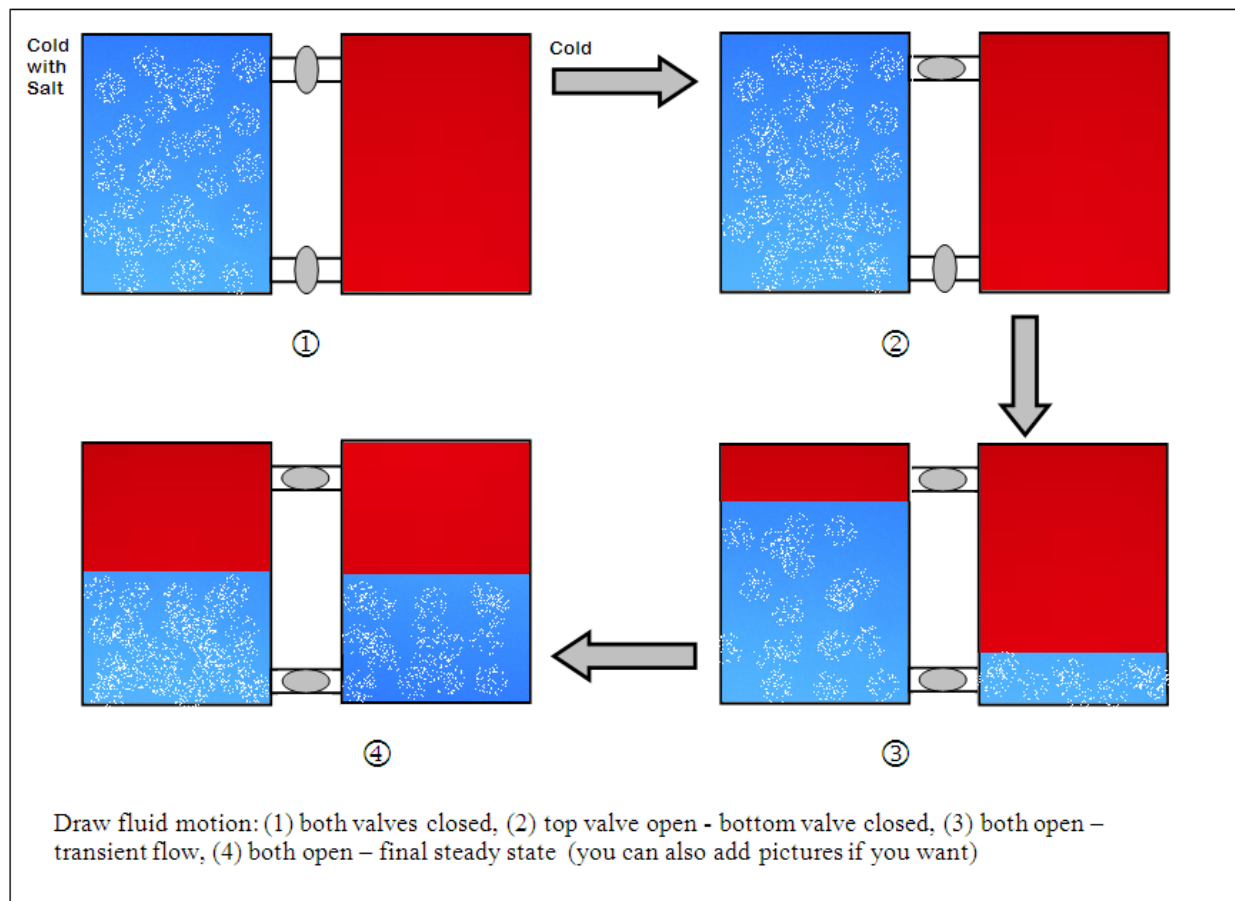 Cold
with
Salt
Cold
①
②
④
③
Draw fluid motion: (1) both valves closed, (2) top valve open - bottom valve closed, (3) both open –
transient flow, (4) both open – final steady state (you can also add pictures if you want)